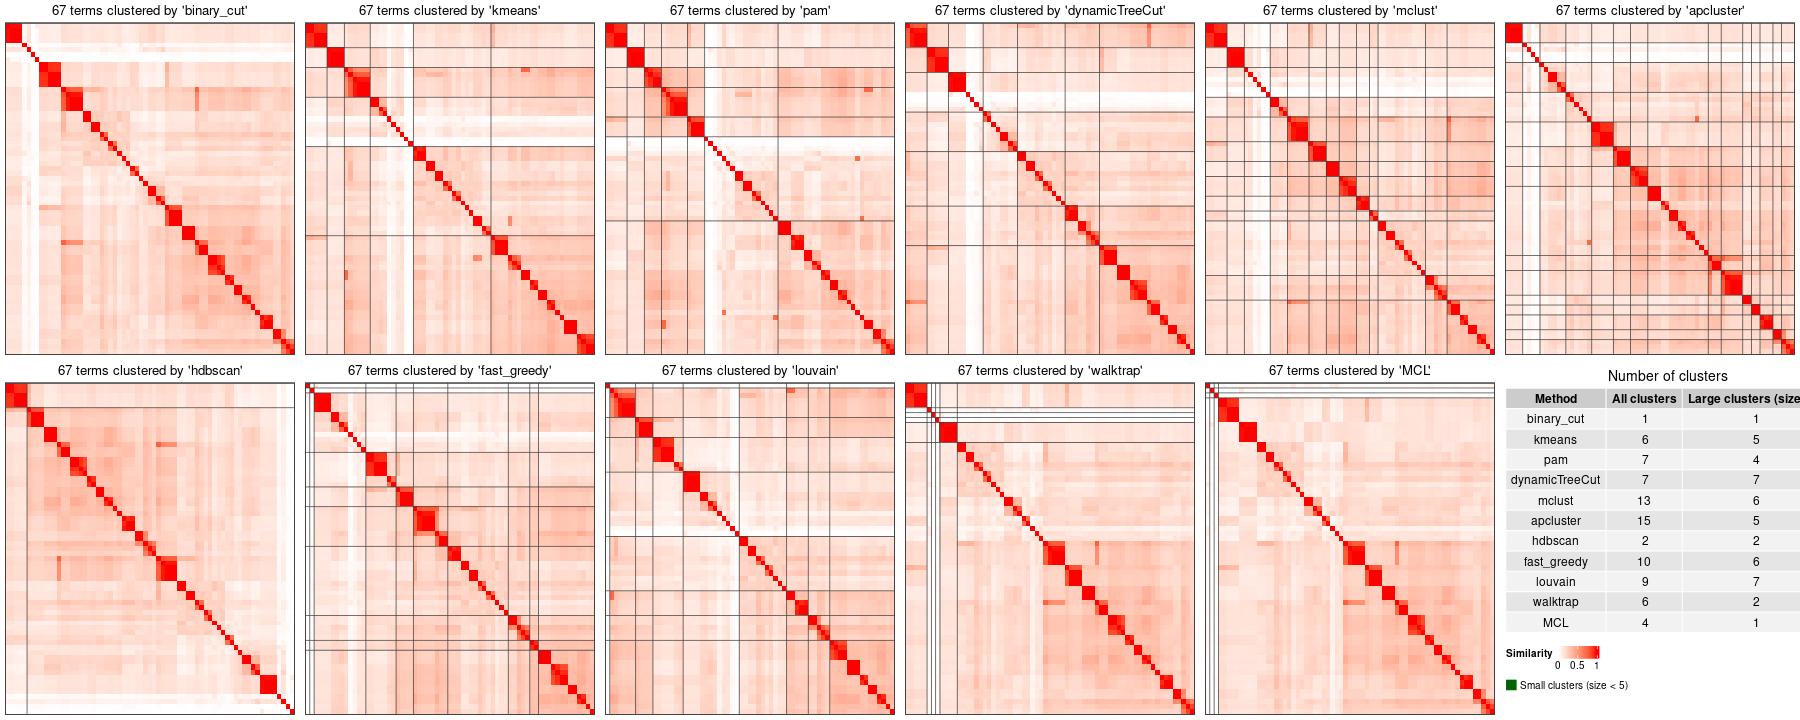 67 terms clustered by 'binary_cut'
67 terms clustered by 'kmeans'
67 terms clustered by 'pam'
67 terms clustered by 'dynamicTreeCut'
67 terms clustered by 'mclust'
67 terms clustered by 'apcluster'
67 terms clustered by 'hdbscan'
67 terms clustered by 'fast_greedy'
67 terms clustered by 'louvain'
67 terms clustered by 'walktrap'
67 terms clustered by 'MCL'
Number of clusters
Method All clusters Large clusters (size
binary_cut 1 1
kmeans 6 5
pam 7 4
dynamicTreeCut 7 7
mclust 13 6
apcluster 15 5
hdbscan 2 2
fast_greedy 10 6
louvain 9 7
walktrap 6 2
MCL 4 1
Similarity
0 0.5 1
Small clusters (size < 5)